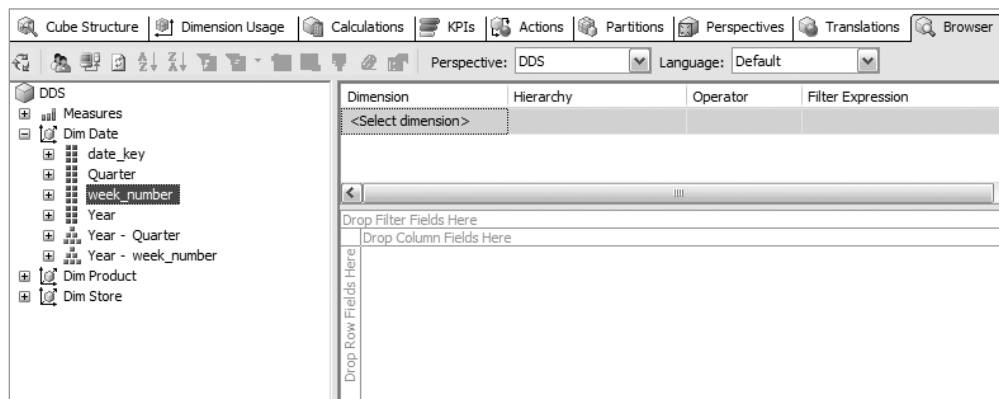 Cube Structure Dimension Usage Calculations KPIs Actions Partitions Perspectives Translations Browser
Perspective: DDS Language: Default
DDS
Measures
Dim Date
date_key
Quarter
week_number
Year
Year - Quarter
Year - week_number
Dim Product
Dim Store
Dimension Hierarchy Operator Filter Expression
<Select dimension>
Drop Filter Fields Here
Drop Column Fields Here
Drop Row Fields Here